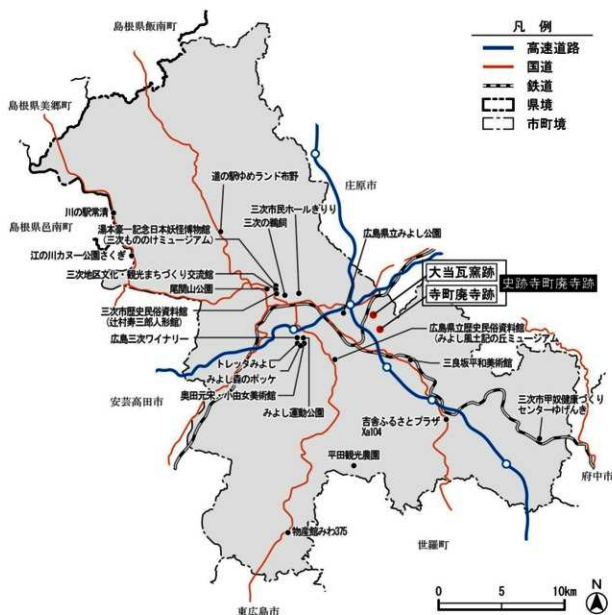 島根県飯南町
凡 例
高速道路
国道
鉄道
県境
市町境
島根県美郷町
道の駅ゆめランド布野
庄原市
川の駅常清
三次市民ホールきりり
三次の鵜飼
湯本豪一記念日本妖怪博物館
(三次もののけミュージアム)
広島県立みよし公園
島根県邑南町
江の川カヌー公園さくぎ
三次地区文化・観光まちづくり交流館
尾関山公園
大当瓦窯跡
寺町廃寺跡
史跡寺町廃寺跡
三次市歴史民俗資料館
(辻村寿三郎人形館)
広島県立歴史民俗資料館
(みよし風土記の丘ミュージアム
広島三次ワイナリー
トレッタみよし
みよし森のポッケ
三良坂平和美術館
奥田元宋・小由女美術館
安芸高田市
みよし運動公園
三次市甲奴健康づくり
センターゆげんき
吉舎ふるさとプラザ
Xa104
平田観光農園
府中市
物産館みわ375
世羅町
東広島市
0 5 10km
N